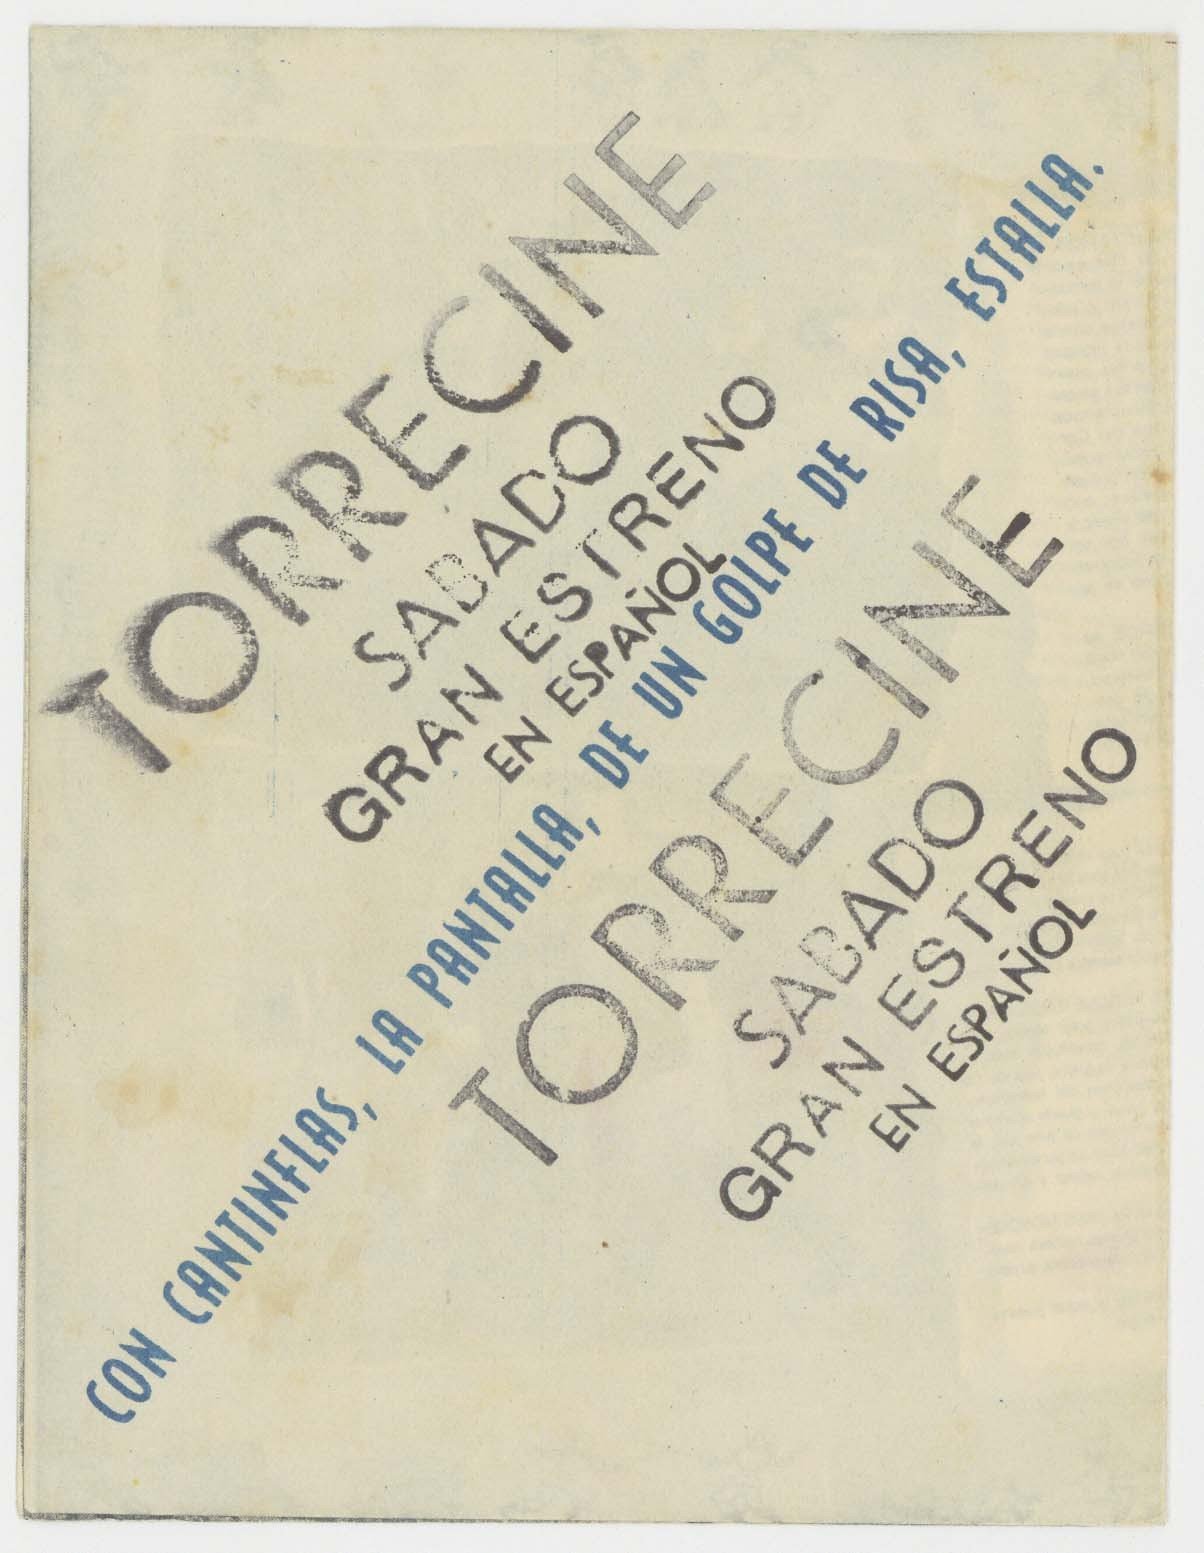 TORRECINE
SABADO
GRAN ESTRENO
EN ESPAÑOL
CON CANTINFLAS, LA PANTALLA, DE UN GOLPE DE RISA, ESTALLA.
TORRECINE
SABADO
GRAN ESTRENO
EN ESPAÑOL